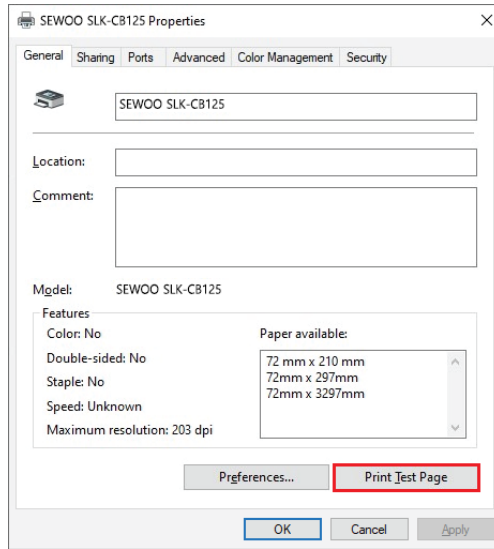 SEWOO SLK-CB125 Properties
General Sharing Ports Advanced Color Management Security
SEWOO SLK-CB125
Location:
Comment:
Model: SEWOO SLK-CB125
Features
Color: No
Double-sided: No
Staple: No
Speed: Unknown
Maximum resolution: 203 dpi
Paper available:
72 mm x 210 mm
72mm x 297mm
72mm x 3297mm
Preferences... Print Test Page
OK Cancel Apply